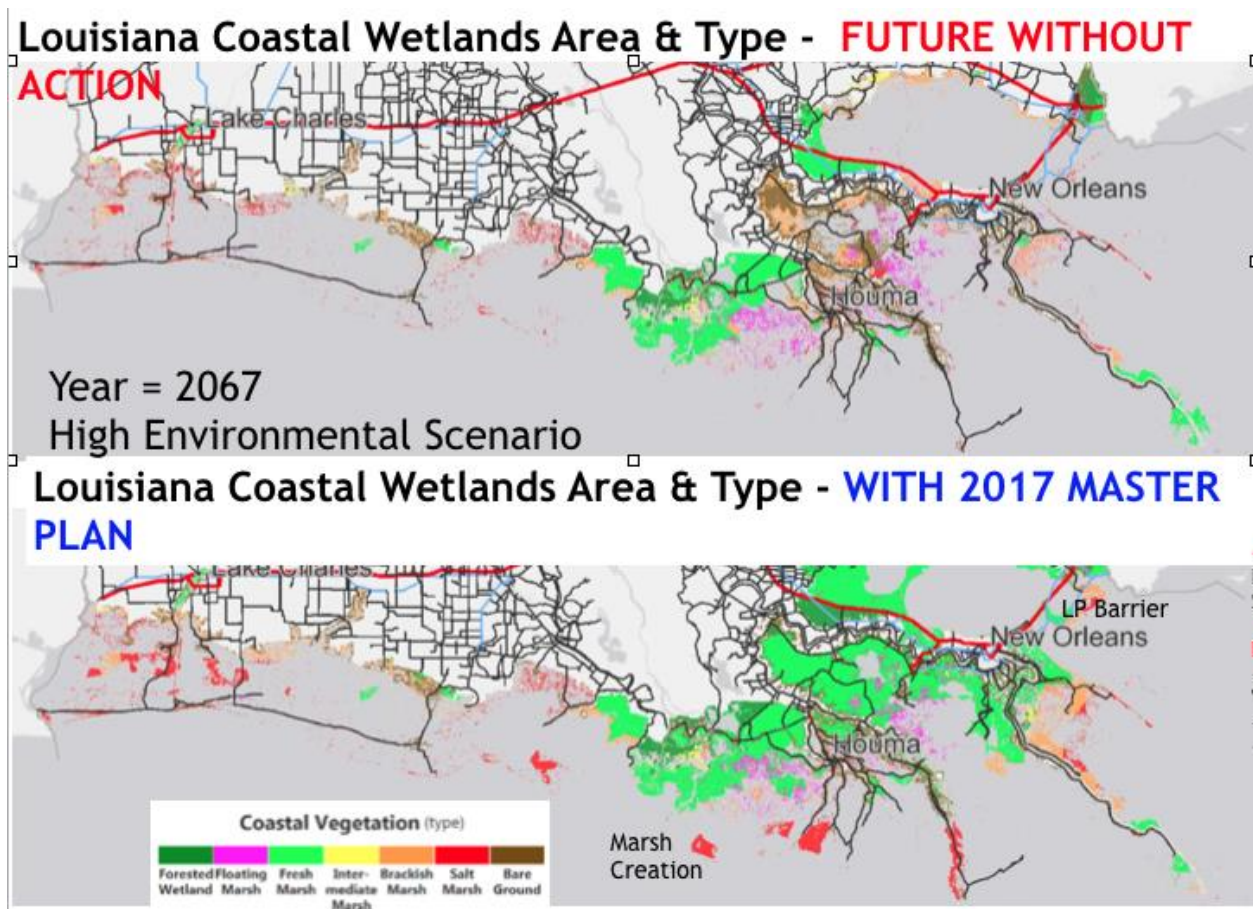 Louisiana Coastal Wetlands Area & Type - FUTURE WITHOUT
ACTION
Lake Charles
New Orleans
Houma
Year = 2067
High Environmental Scenario
Louisiana Coastal Wetlands Area & Type - WITH 2017 MASTER
PLAN
Lake Charles
LP Barrier
New Orleans
Houma
Marsh
Creation
Coastal Vegetation (type)
Forested Wetland
Floating Marsh
Fresh Marsh
Inter-
mediate
Marsh
Brackish Marsh
Salt Marsh
Bare Ground